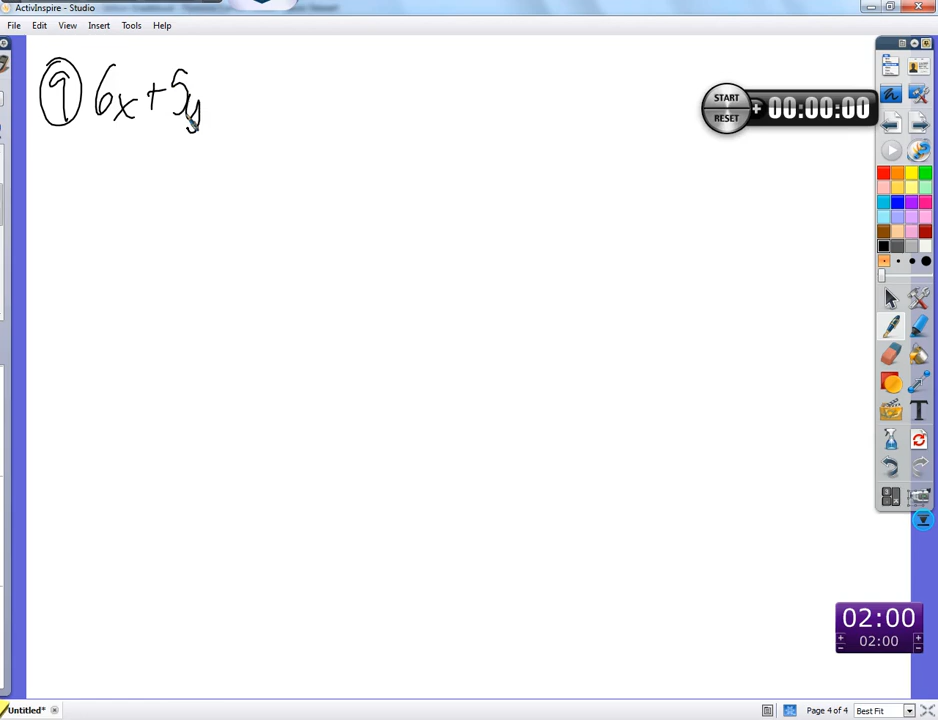 ActivInspire - Studio
File Edit View Insert Tools Help
⑨ 6x+5y
START
RESET
+ 00:00:00
02:00
+ 02:00 +
Untitled*
Page 4 of 4 Best Fit